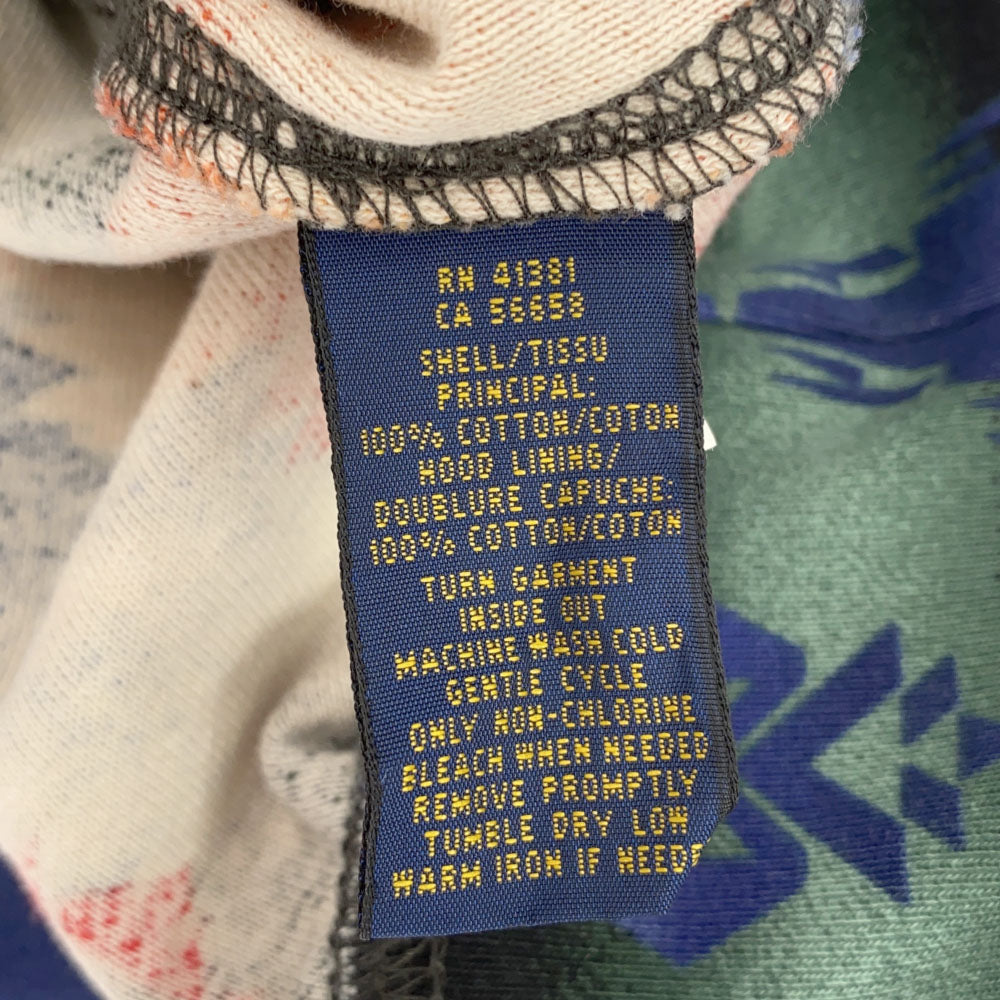 RN 41381
CA 56658
SHELL/TISSU
PRINCIPAL:
100% COTTON/COTON
HOOD LINING/
DOUBLURE CAPUCHE:
100% COTTON/COTON
TURN GARMENT
INSIDE OUT
MACHINE WASH COLD
GENTLE CYCLE
ONLY NON-CHLORINE
BLEACH WHEN NEEDED
REMOVE PROMPTLY
TUMBLE DRY LOW
WARM IRON IF NEEDE